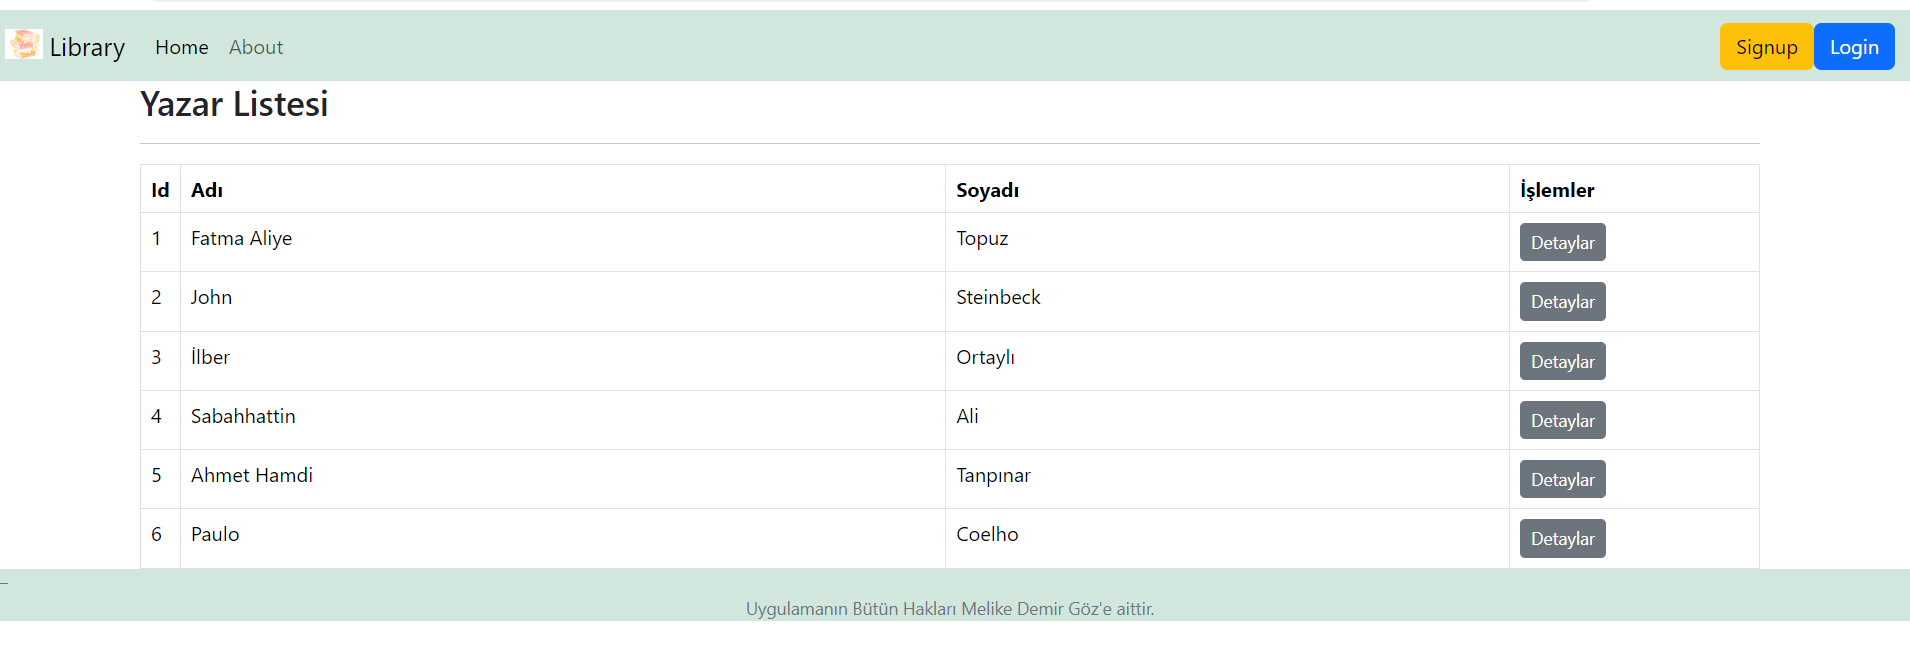 Library Home About Signup Login
Yazar Listesi
Id Adı Soyadı İşlemler
1 Fatma Aliye Topuz Detaylar
2 John Steinbeck Detaylar
3 İlber Ortaylı Detaylar
4 Sabahhattin Ali Detaylar
5 Ahmet Hamdi Tanpınar Detaylar
6 Paulo Coelho Detaylar
Uygulamanın Bütün Hakları Melike Demir Göz'e aittir.